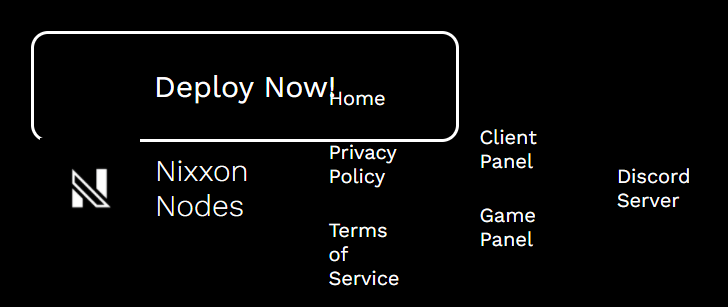 Deploy Now!
Home
Privacy
Policy
Terms
of
Service
Nixxon
Nodes
Client
Panel
Game
Panel
Discord
Server